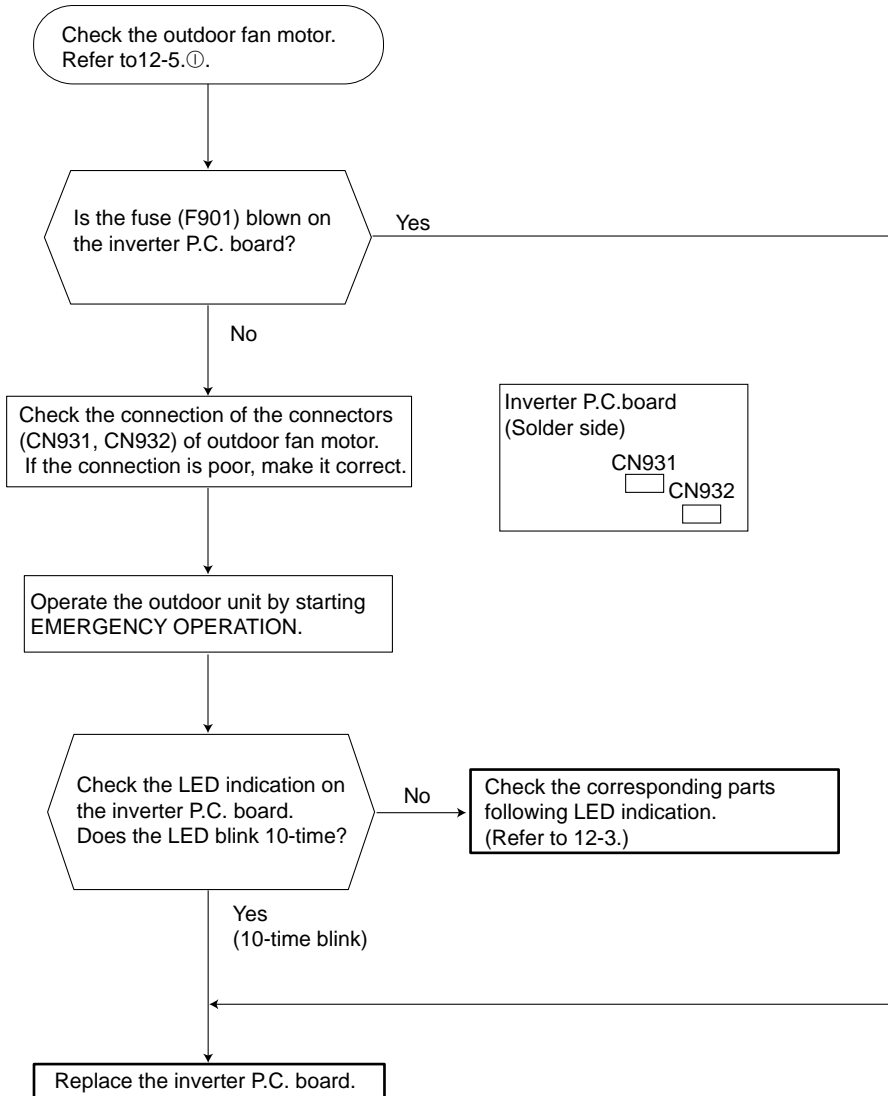 Check the outdoor fan motor.
Refer to12-5.①.
Is the fuse (F901) blown on
the inverter P.C. board?
Yes
No
Check the connection of the connectors
(CN931, CN932) of outdoor fan motor.
If the connection is poor, make it correct.
Inverter P.C.board
(Solder side)
CN931
CN932
Operate the outdoor unit by starting
EMERGENCY OPERATION.
Check the LED indication on
the inverter P.C. board.
Does the LED blink 10-time?
No
Check the corresponding parts
following LED indication.
(Refer to 12-3.)
Yes
(10-time blink)
Replace the inverter P.C. board.